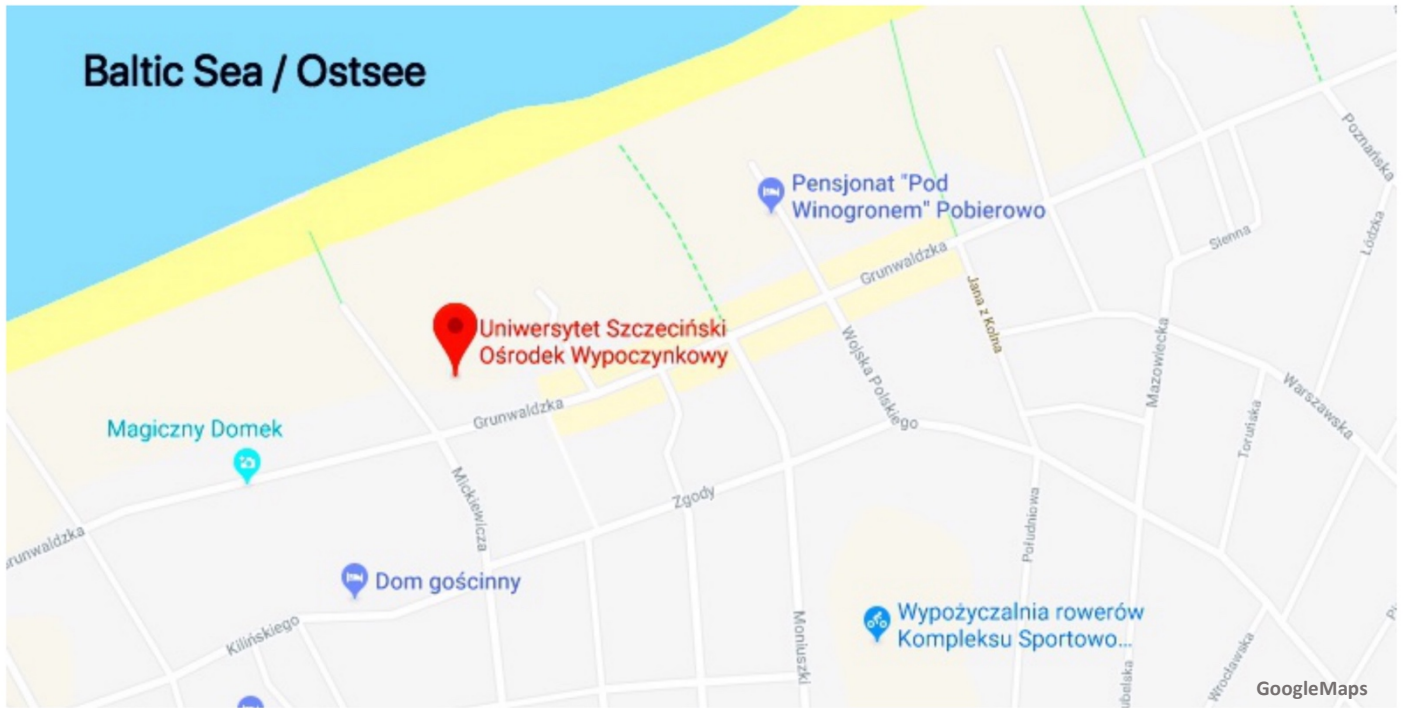 Baltic Sea / Ostsee
Poznańska
Pensjonat "Pod
Winogronem" Pobierowo
Łódzka
Sienna
Grunwaldzka
Jana z Kolna
Uniwersytet Szczeciński
Ośrodek Wypoczynkowy
Mazowiecka
Wojska Polskiego
Warszawska
Grunwaldzka
Toruńska
Magiczny Domek
Mickiewicza
Zgody
Południowa
runwaldzka
Dom gościnny
Wypożyczalnia rowerów
Kompleksu Sportowo...
Kilińskiego
Moniuszki
Wrocławska
ubelska
GoogleMaps